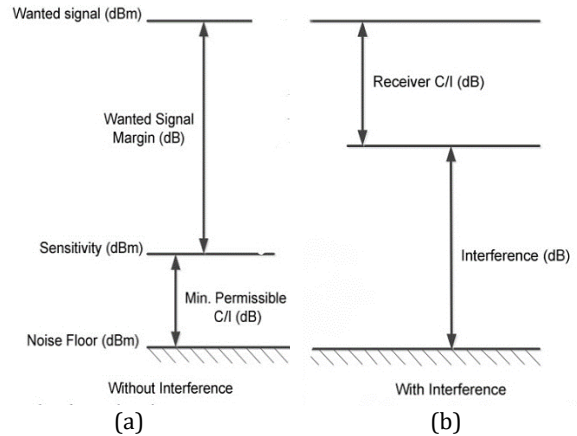 Wanted signal (dBm)
Wanted Signal
Margin (dB)
Sensitivity (dBm)
Min. Permissible
C/I (dB)
Noise Floor (dBm)
Without Interference
(a)
Receiver C/I (dB)
Interference (dB)
With Interference
(b)